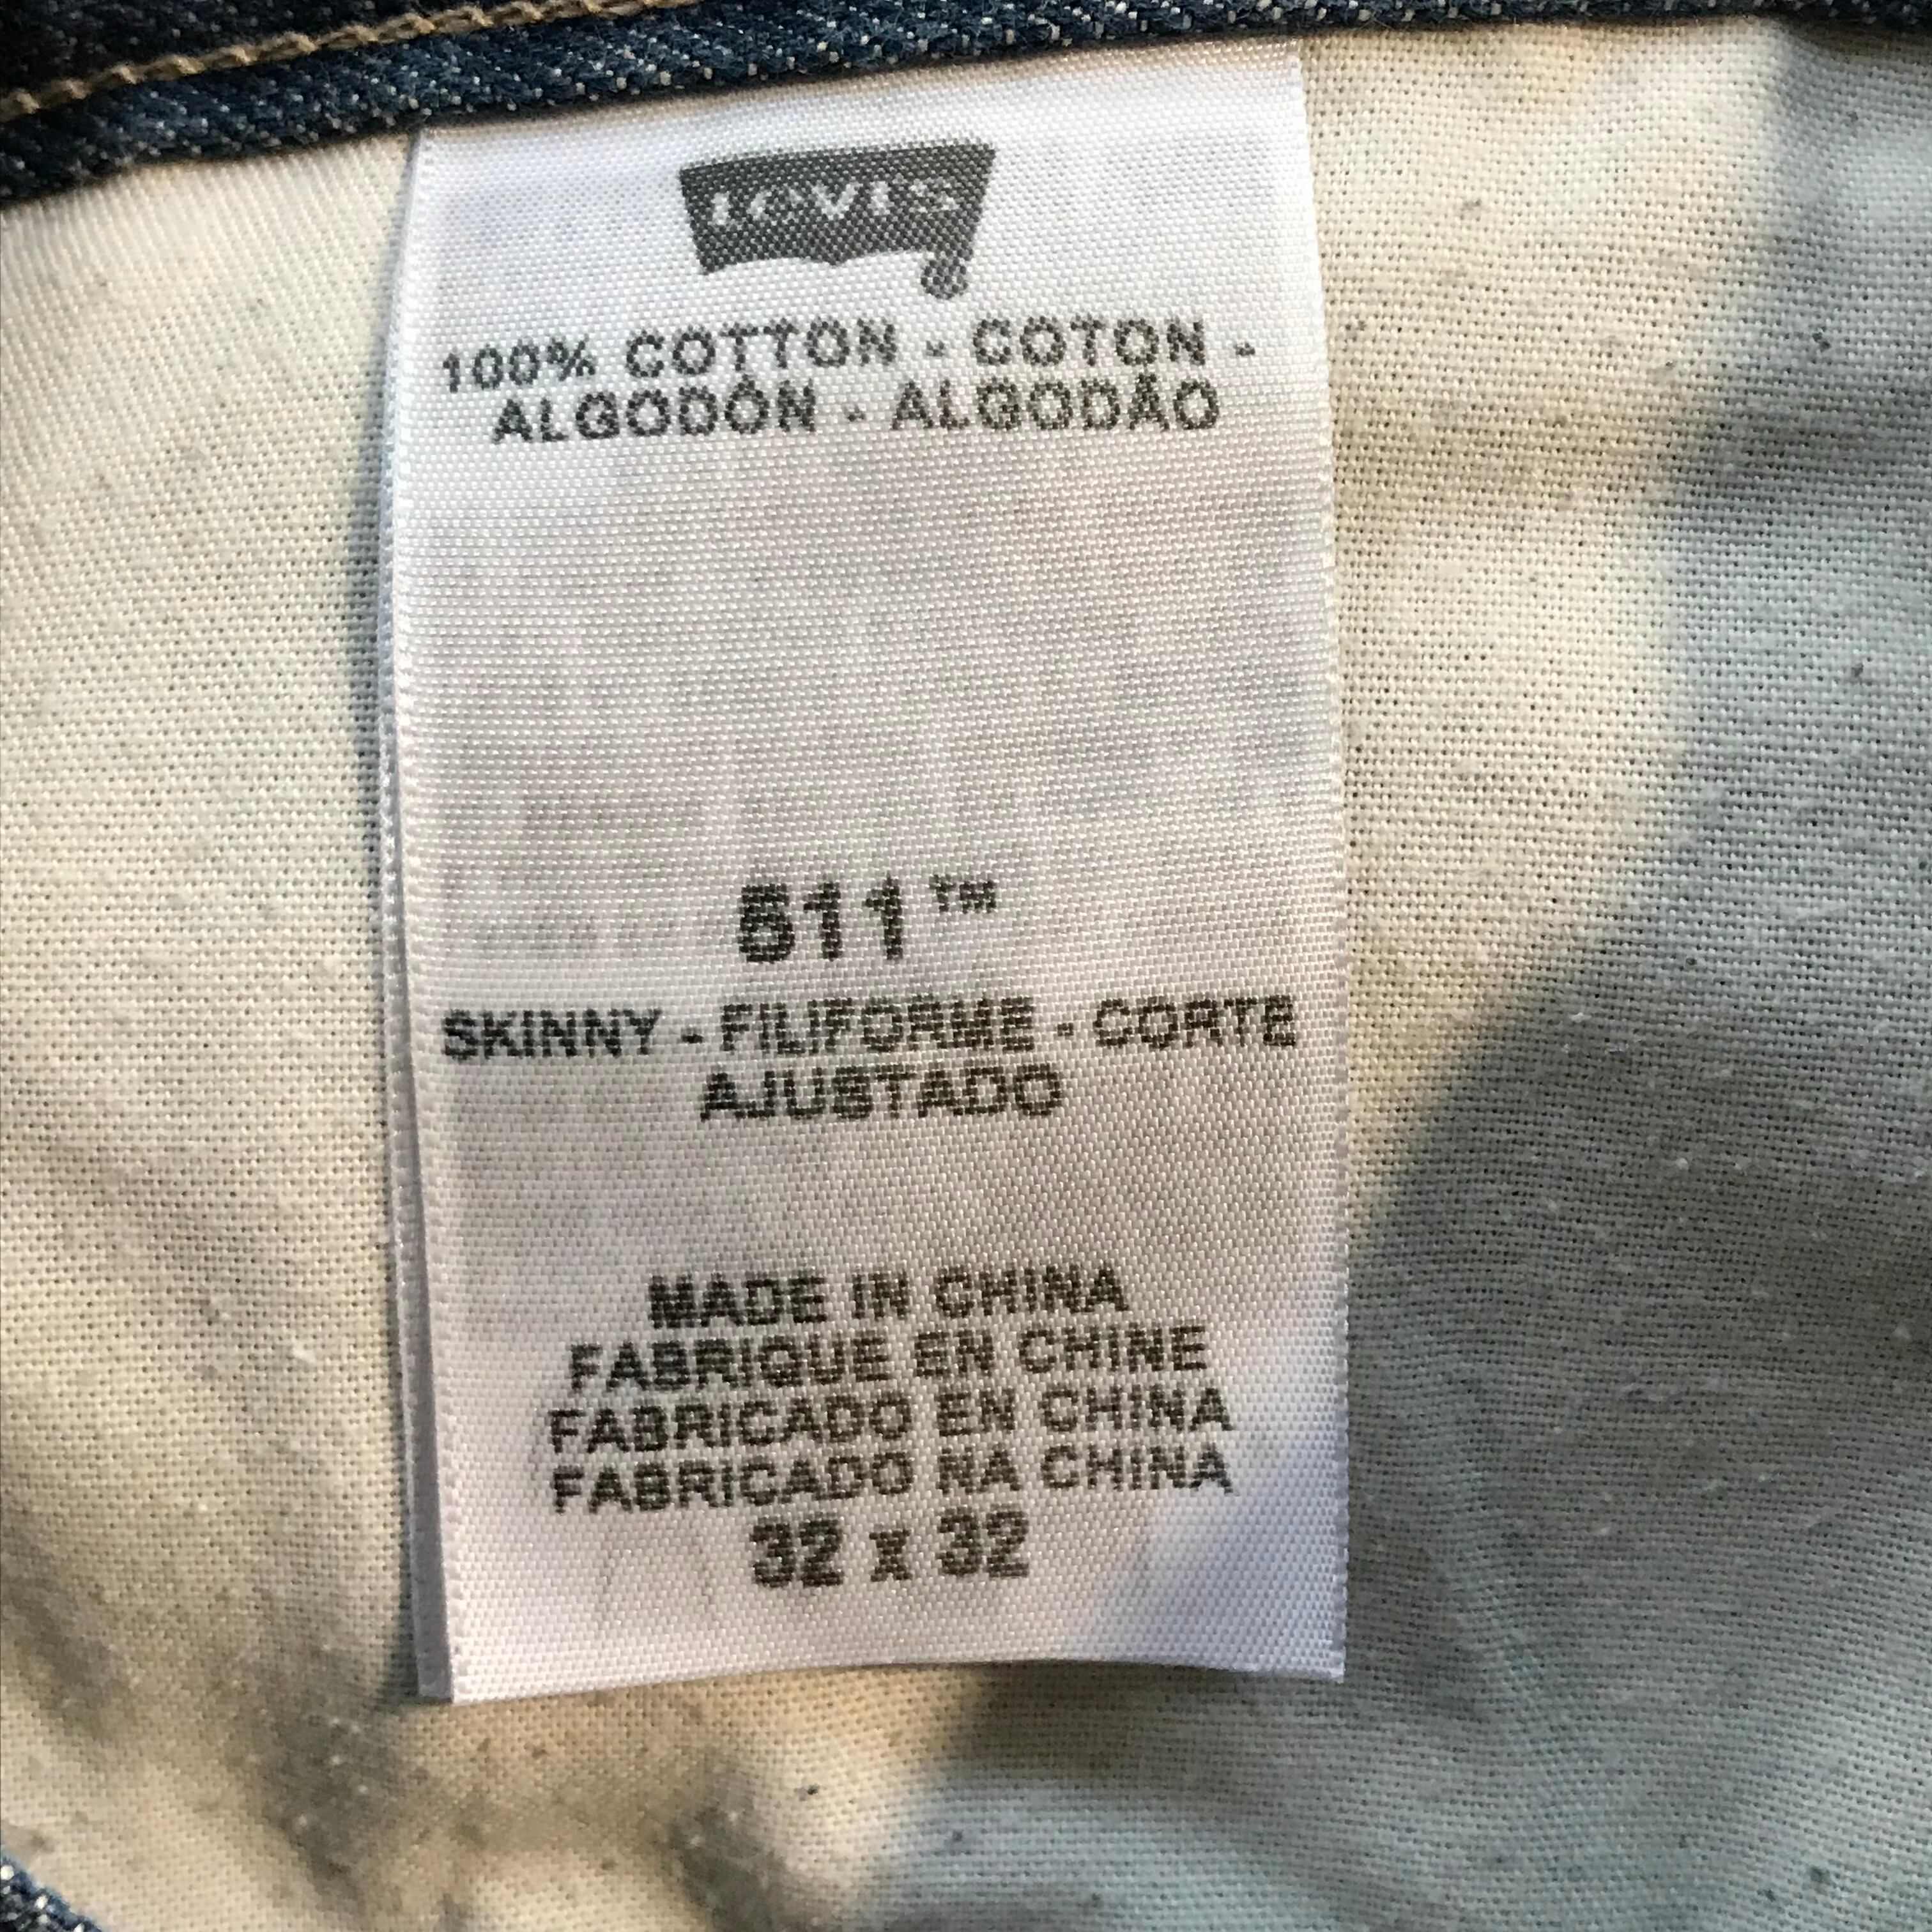 Levi's
100% COTTON - COTON -
ALGODÓN - ALGODÃO
511™
SKINNY - FILIFORME - CORTE
AJUSTADO
MADE IN CHINA
FABRIQUE EN CHINE
FABRICADO EN CHINA
FABRICADO NA CHINA
32 x 32